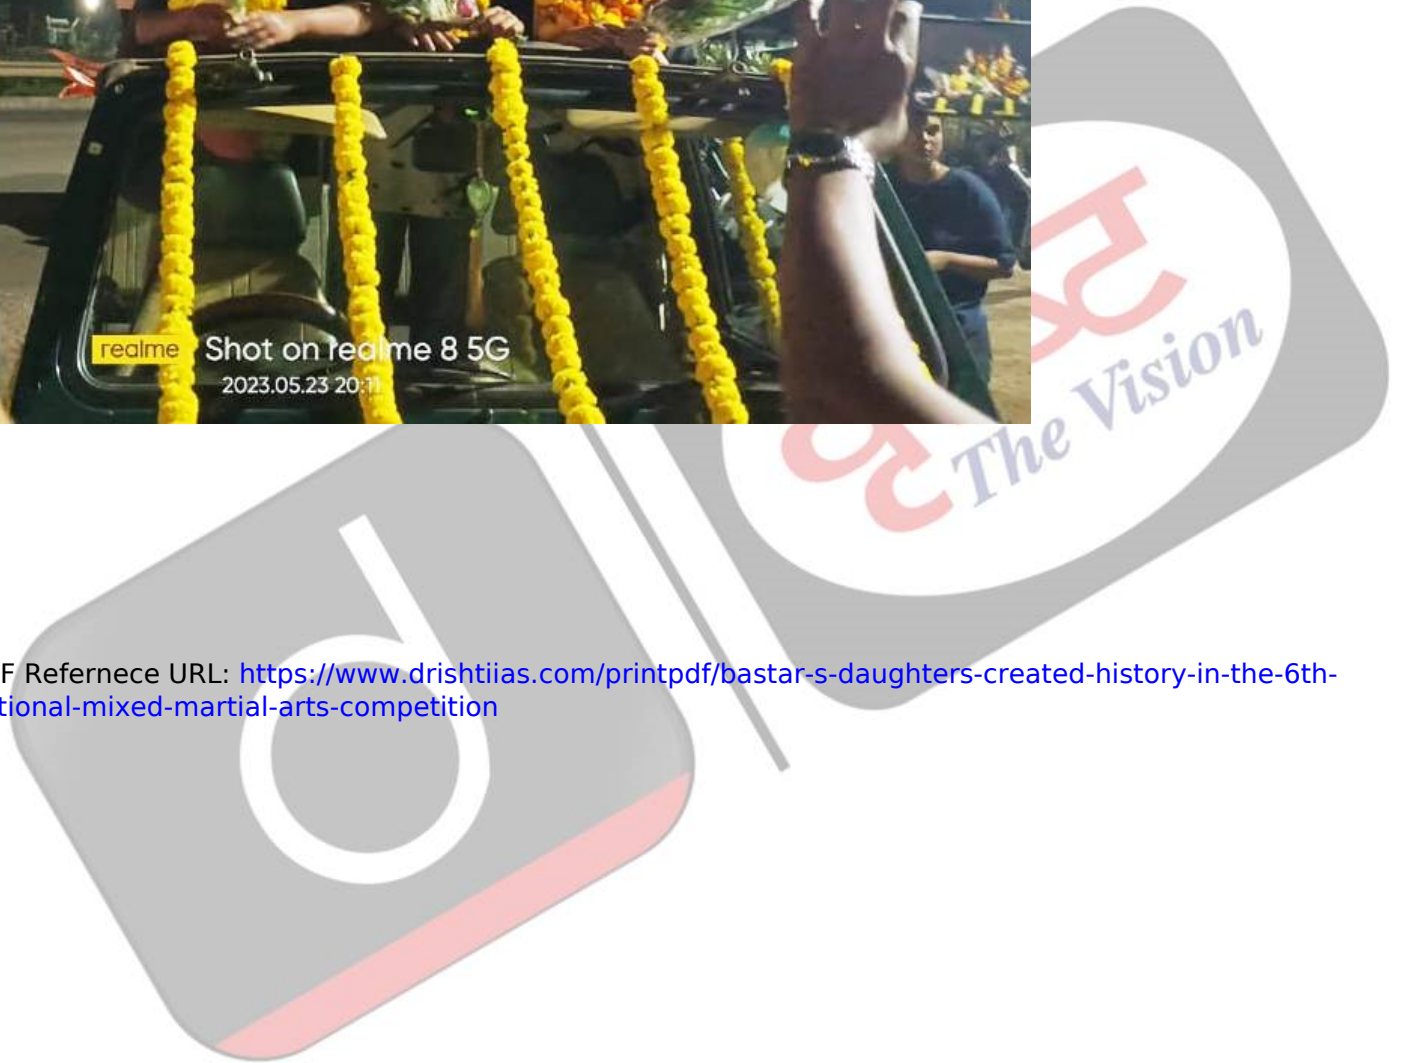 realme Shot on realme 8 5G
2023.05.23 20:11
The Vision
F Refernece URL: https://www.drishtiias.com/printpdf/bastar-s-daughters-created-history-in-the-6th-
tional-mixed-martial-arts-competition